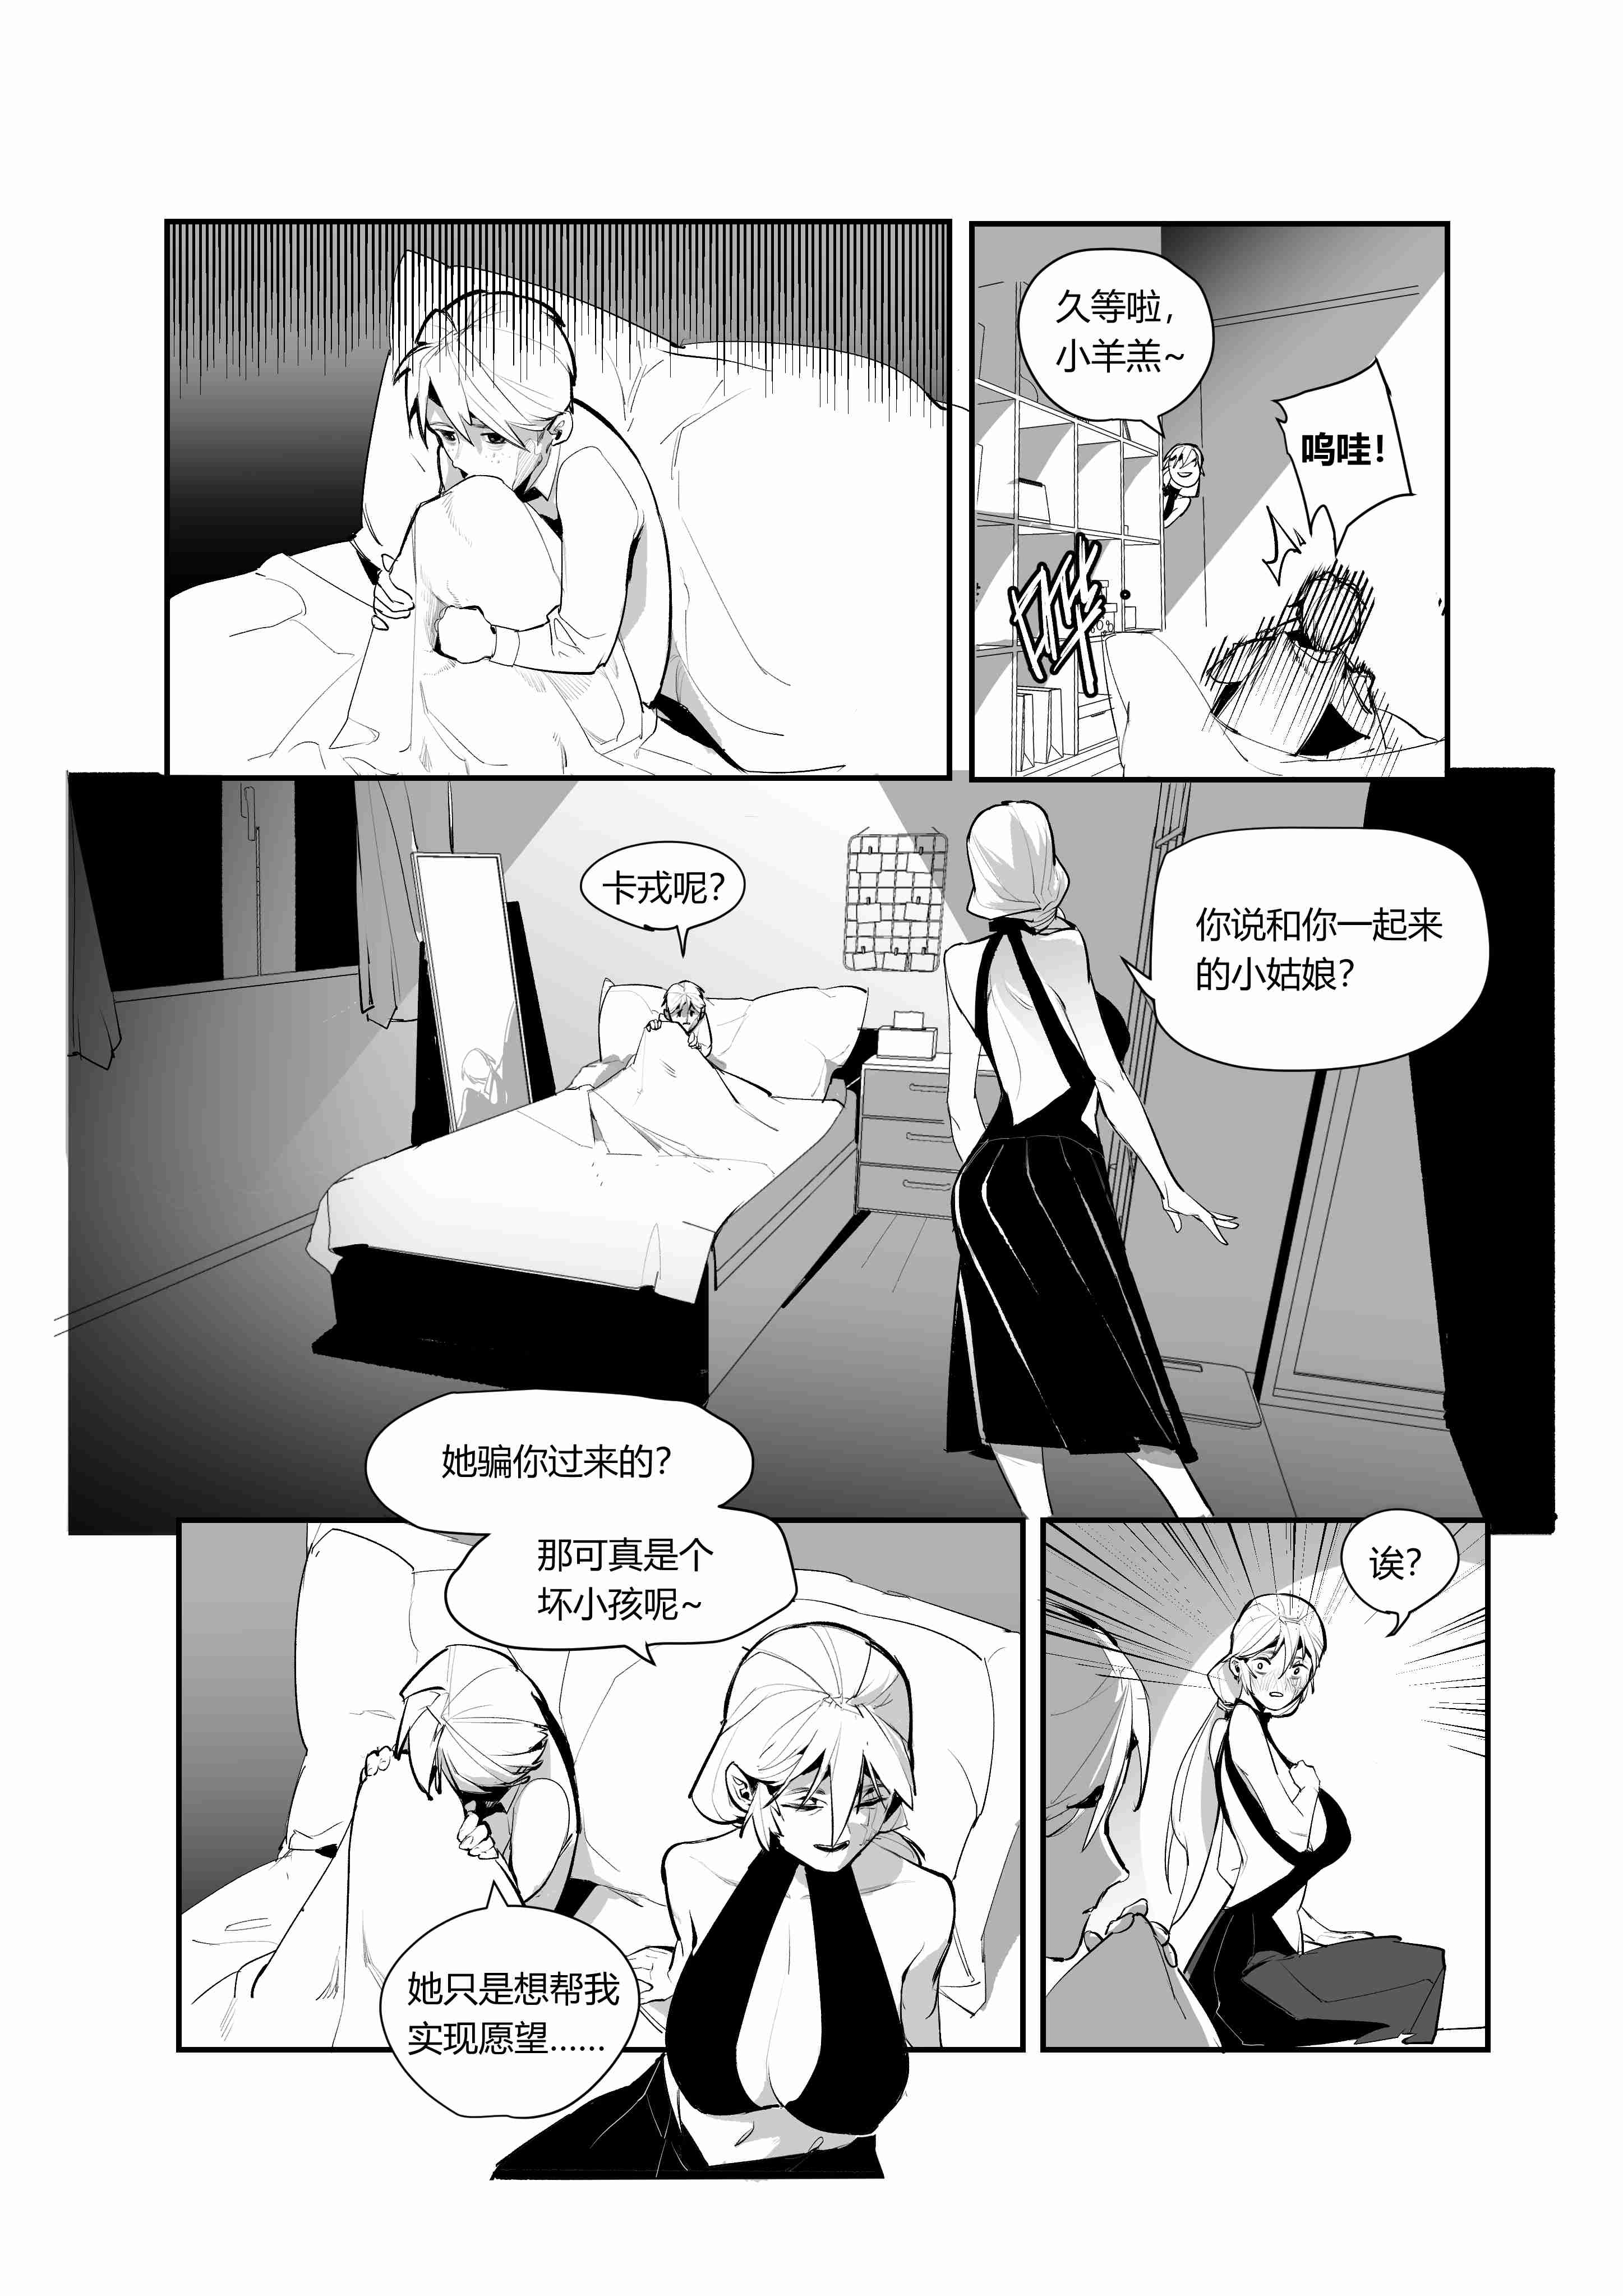 久等啦，
小羊羔~
呜哇！
哗
卡戎呢？
你说和你一起来
的小姑娘？
她骗你过来的？
那可真是个
坏小孩呢~
她只是想帮我
实现愿望……
诶？